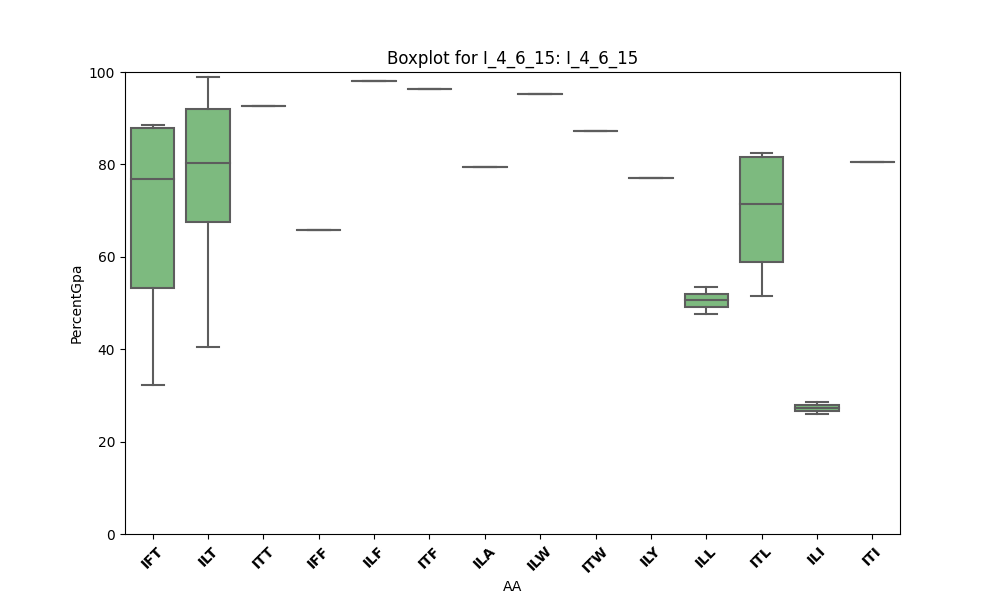 Boxplot for I_4_6_15: I_4_6_15
PercentGpa
100
80
60
40
20
0
IFT ILT ITT IFF ILF ITF ILA ILW ITW ILY ILL ITL ILI ITI
AA